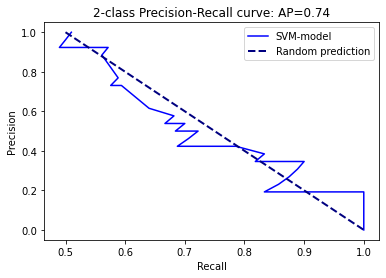 2-class Precision-Recall curve: AP=0.74
SVM-model
Random prediction
Precision
1.0
0.8
0.6
0.4
0.2
0.0
0.5 0.6 0.7 0.8 0.9 1.0
Recall